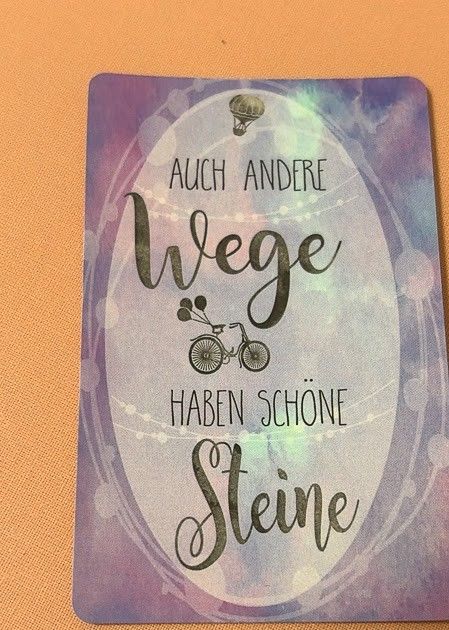 AUCH ANDERE
Wege
HABEN SCHÖNE
Steine